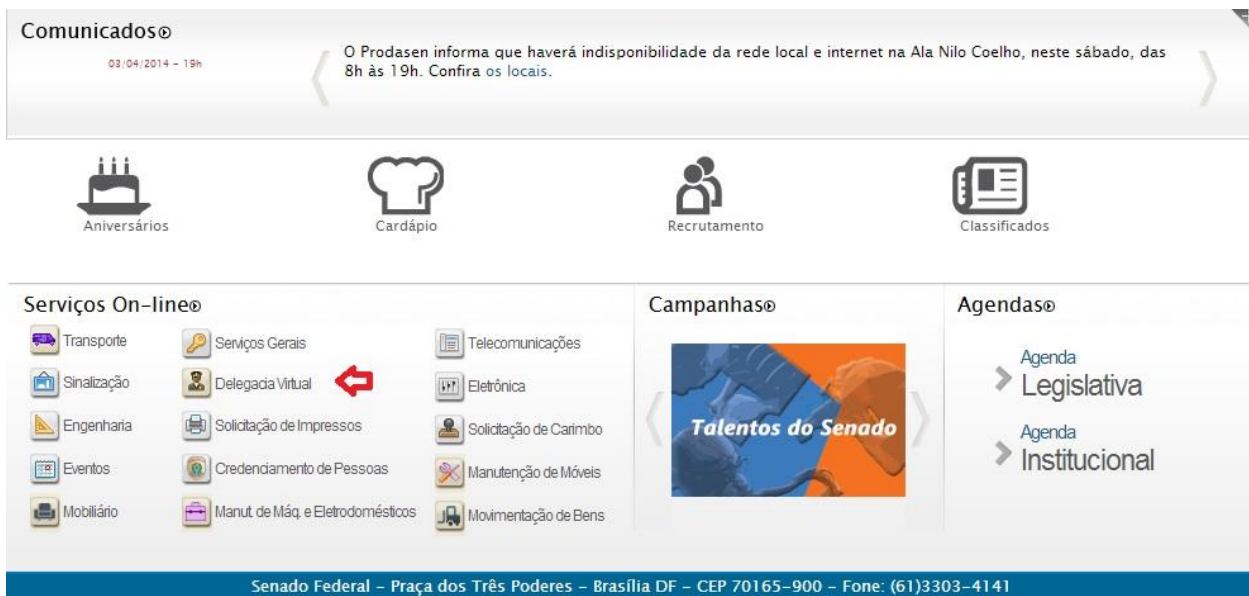 Comunicados
03/04/2014 - 19h
O Prodasen informa que haverá indisponibilidade da rede local e internet na Ala Nilo Coelho, neste sábado, das
8h às 19h. Confira os locais.
Aniversários
Cardápio
Recrutamento
Classificados
Serviços On-line
Transporte
Sinalização
Engenharia
Eventos
Mobiliário
Serviços Gerais
Delegacia Virtual
Solicitação de Impressos
Credenciamento de Pessoas
Manut. de Máq. e Eletrodomésticos
Telecomunicações
Eletrônica
Solicitação de Carimbo
Manutenção de Móveis
Movimentação de Bens
Campanhas
Talentos do Senado
Agendas
Agenda
Legislativa
Agenda
Institucional
Senado Federal - Praça dos Três Poderes - Brasília DF - CEP 70165-900 - Fone: (61)3303-4141